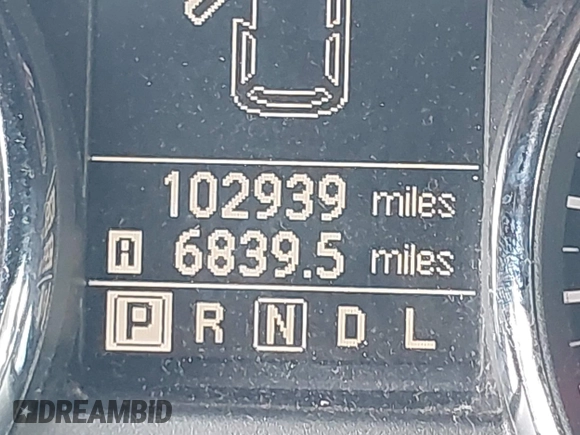 102939 miles
A 6839.5 miles
P R N D L
DREAMBID